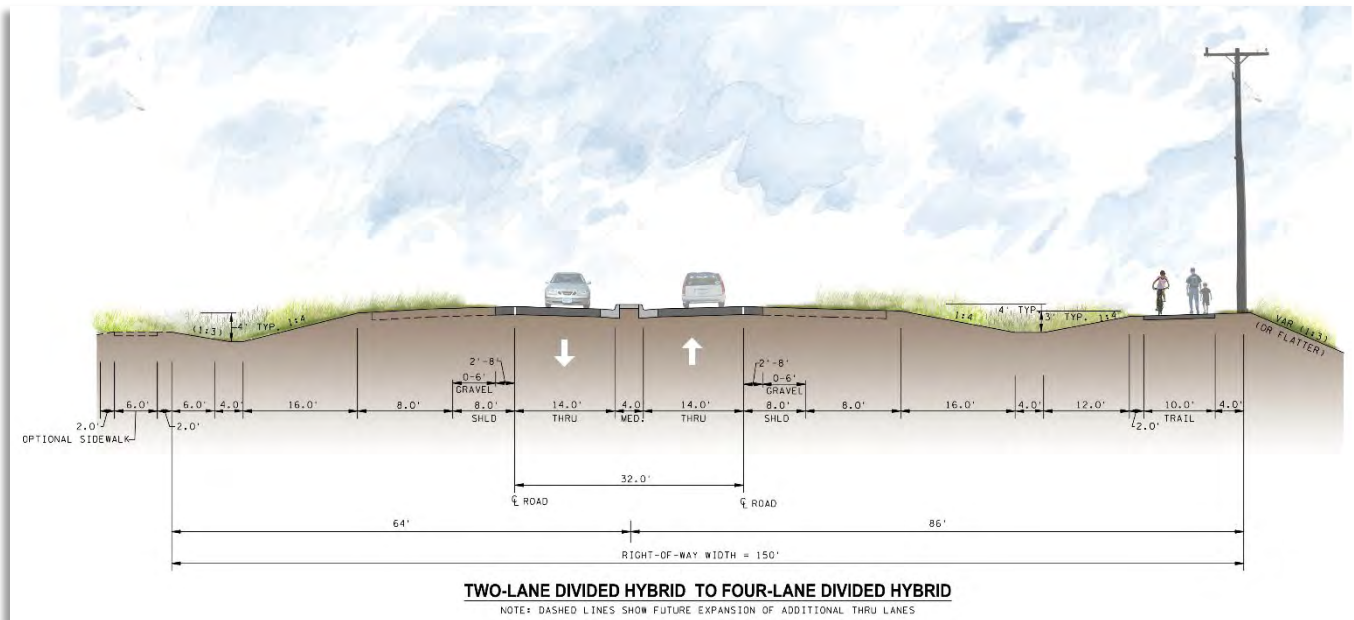 (1:3)
4' TYP. 1:4
1:4
4' TYP.
3' TYP. 1:4
VAR (1:3)
(OR FLATTER)
2'-8'
0-6'
GRAVEL
2'-8'
0-6'
GRAVEL
2.0'
6.0'
2.0'
6.0'
4.0'
16.0'
8.0'
8.0'
SHLD
14.0'
THRU
4.0
MED.
14.0'
THRU
8.0'
SHLD
8.0'
16.0'
4.0'
12.0'
2.0'
10.0'
TRAIL
4.0'
OPTIONAL SIDEWALK
32.0'
℄ ROAD
℄ ROAD
64'
86'
RIGHT-OF-WAY WIDTH = 150'
TWO-LANE DIVIDED HYBRID TO FOUR-LANE DIVIDED HYBRID
NOTE: DASHED LINES SHOW FUTURE EXPANSION OF ADDITIONAL THRU LANES